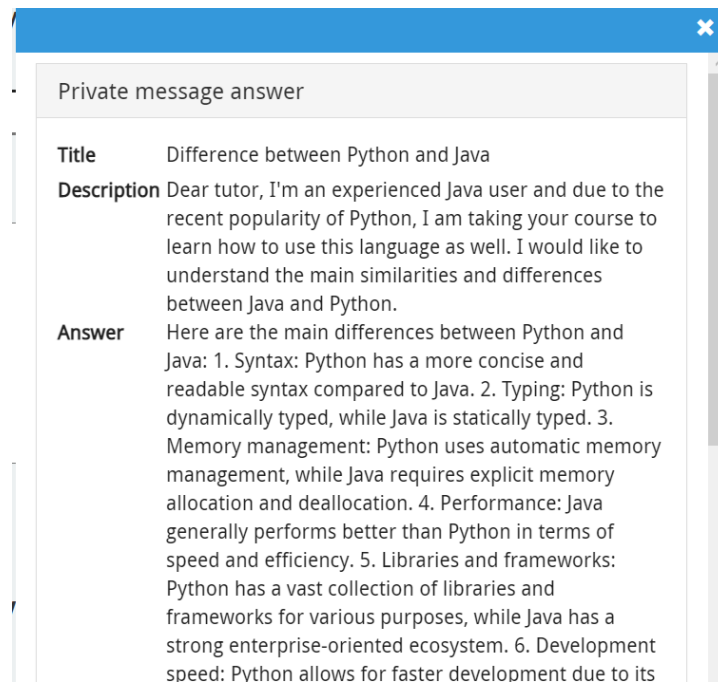 Private message answer
Title Difference between Python and Java
Description Dear tutor, I'm an experienced Java user and due to the
recent popularity of Python, I am taking your course to
learn how to use this language as well. I would like to
understand the main similarities and differences
between Java and Python.
Answer Here are the main differences between Python and
Java: 1. Syntax: Python has a more concise and
readable syntax compared to Java. 2. Typing: Python is
dynamically typed, while Java is statically typed. 3.
Memory management: Python uses automatic memory
management, while Java requires explicit memory
allocation and deallocation. 4. Performance: Java
generally performs better than Python in terms of
speed and efficiency. 5. Libraries and frameworks:
Python has a vast collection of libraries and
frameworks for various purposes, while Java has a
strong enterprise-oriented ecosystem. 6. Development
speed: Python allows for faster development due to its